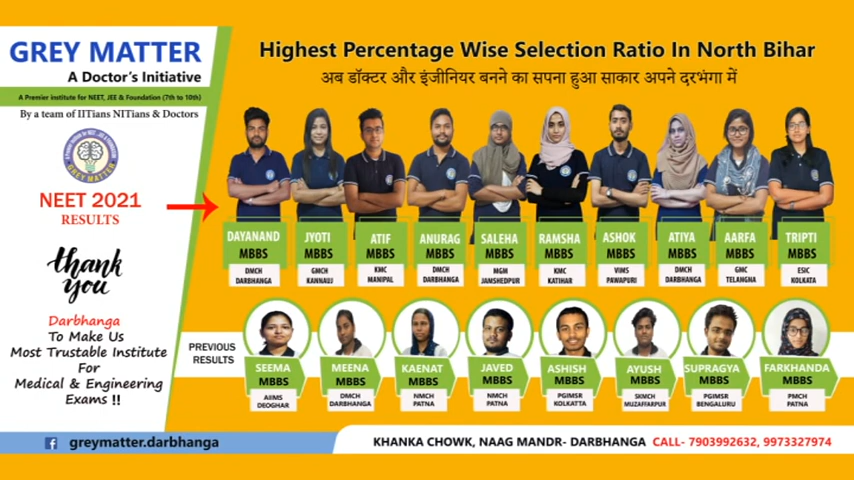 GREY MATTER
A Doctor's Initiative
A Premier institute for NEET, JEE & Foundation (7th to 10th)
By a team of IITians NITians & Doctors
GREY MATTER
NEET 2021
RESULTS
thank
you
Darbhanga
To Make Us
Most Trustable Institute
For
Medical & Engineering
Exams !!
Highest Percentage Wise Selection Ratio In North Bihar
अब डॉक्टर और इंजीनियर बनने का सपना हुआ साकार अपने दरभंगा में
DAYANAND
MBBS
DMCH
DARBHANGA
JYOTI
MBBS
GMCH
KANNAUJ
ATIF
MBBS
KMC
MANIPAL
ANURAG
MBBS
DMCH
DARBHANGA
SALEHA
MBBS
MGM
JAMSHEDPUR
RAMSHA
MBBS
KMC
KATIHAR
ASHOK
MBBS
VIMS
PAWAPURI
ATIYA
MBBS
DMCH
DARBHANGA
AARFA
MBBS
GMC
TELANGNA
TRIPTI
MBBS
ESIC
KOLKATA
PREVIOUS
RESULTS
SEEMA
MBBS
AIIMS
DEOGHAR
MEENA
MBBS
DMCH
DARBHANGA
KAENAT
MBBS
NMCH
PATNA
JAVED
MBBS
NMCH
PATNA
ASHISH
MBBS
PGIMSR
KOLKATTA
AYUSH
MBBS
SKMCH
MUZAFFARPUR
SUPRAGYA
MBBS
PGIMSR
BENGALURU
FARKHANDA
MBBS
PMCH
PATNA
greymatter.darbhanga
KHANKA CHOWK, NAAG MANDR- DARBHANGA CALL- 7903992632, 9973327974